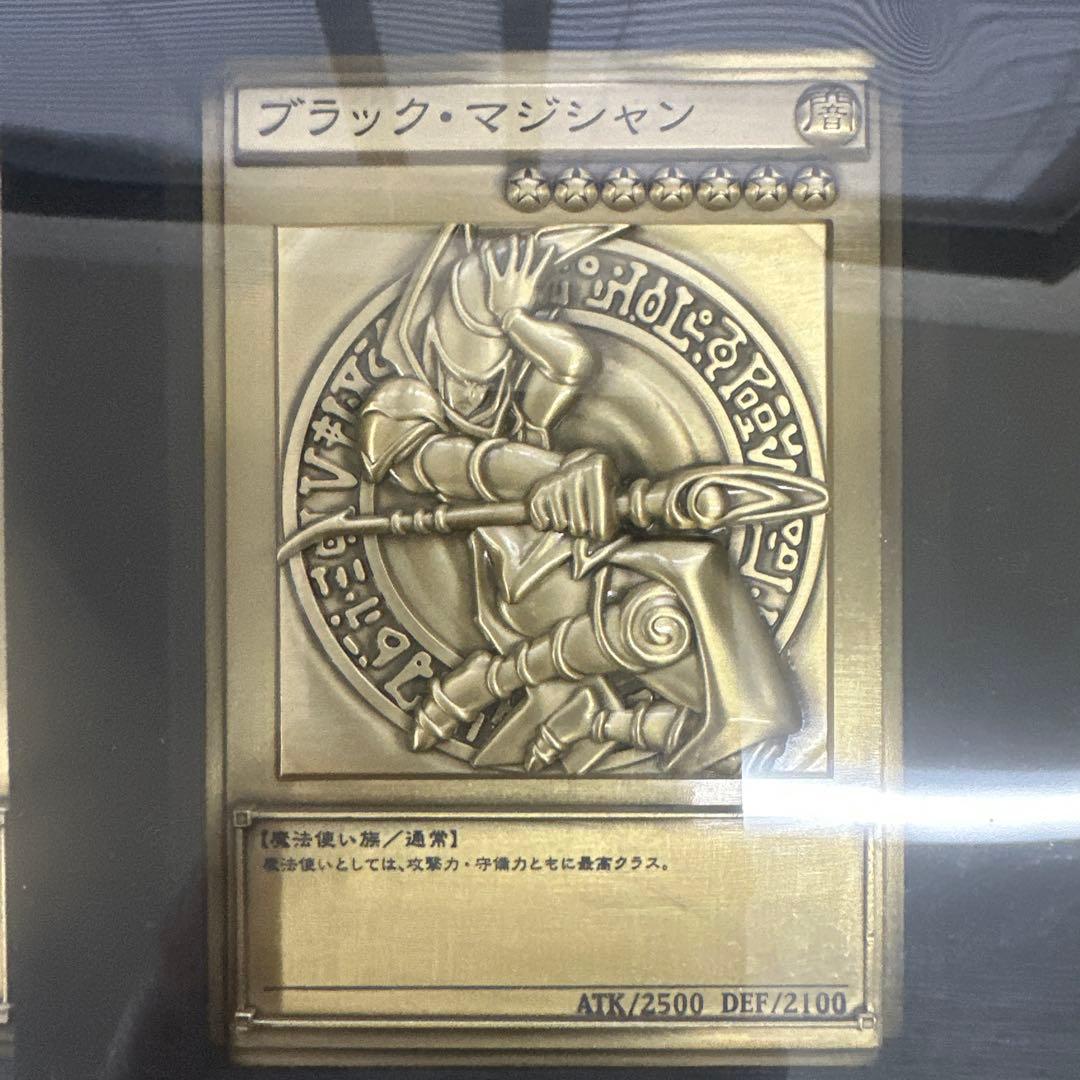 ブラック・マジシャン 闇
【魔法使い族／通常】
魔法使いとしては、攻撃力・守備力ともに最高クラス。
ATK/2500 DEF/2100